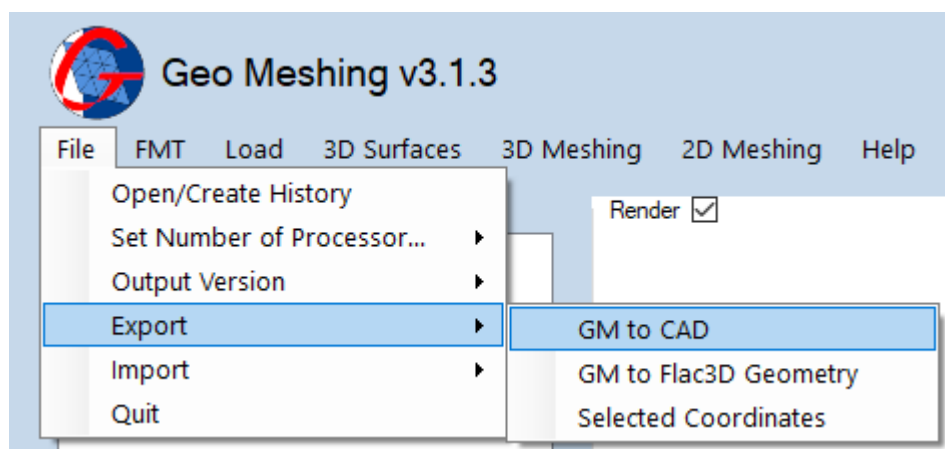 Geo Meshing v3.1.3
File FMT Load 3D Surfaces 3D Meshing 2D Meshing Help
Open/Create History
Render
Set Number of Processor...
Output Version
Export
GM to CAD
Import
GM to Flac3D Geometry
Quit
Selected Coordinates